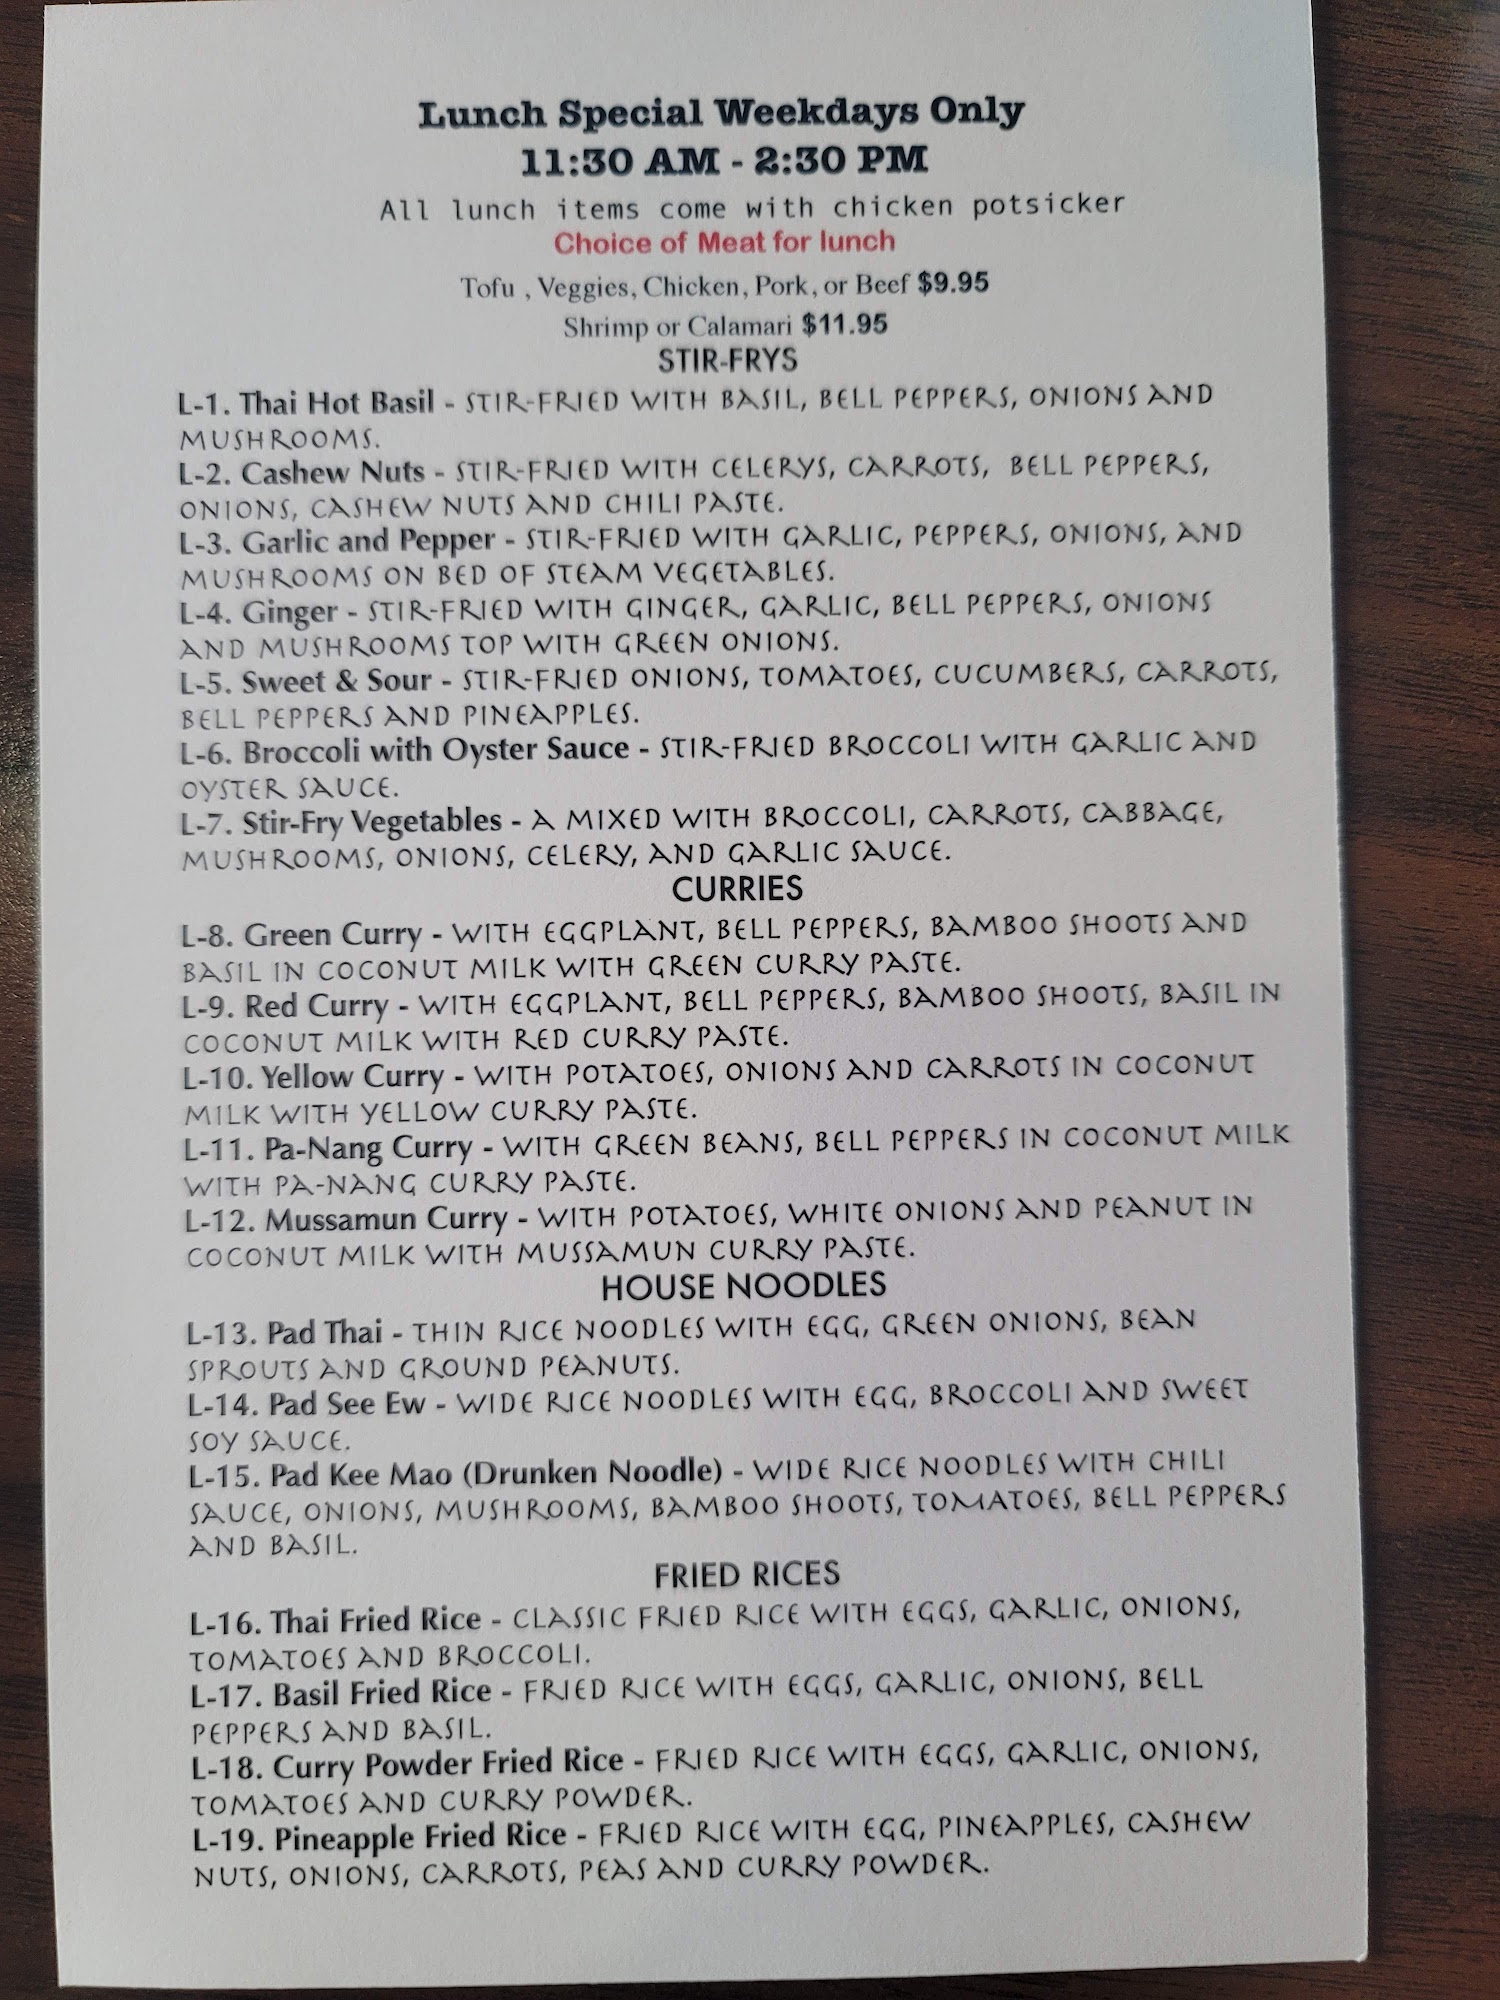 Lunch Special Weekdays Only
11:30 AM - 2:30 PM
All lunch items come with chicken potsicker
Choice of Meat for lunch
Tofu , Veggies, Chicken, Pork, or Beef $9.95
Shrimp or Calamari $11.95
STIR-FRYS
L-1. Thai Hot Basil - STIR-FRIED WITH BASIL, BELL PEPPERS, ONIONS AND
MUSHROOMS.
L-2. Cashew Nuts - STIR-FRIED WITH CELERYS, CARROTS, BELL PEPPERS,
ONIONS, CASHEW NUTS AND CHILI PASTE.
L-3. Garlic and Pepper - STIR-FRIED WITH GARLIC, PEPPERS, ONIONS, AND
MUSHROOMS ON BED OF STEAM VEGETABLES.
L-4. Ginger - STIR-FRIED WITH GINGER, GARLIC, BELL PEPPERS, ONIONS
AND MUSHROOMS TOP WITH GREEN ONIONS.
L-5. Sweet & Sour - STIR-FRIED ONIONS, TOMATOES, CUCUMBERS, CARROTS,
BELL PEPPERS AND PINEAPPLES.
L-6. Broccoli with Oyster Sauce - STIR-FRIED BROCCOLI WITH GARLIC AND
OYSTER SAUCE.
L-7. Stir-Fry Vegetables - A MIXED WITH BROCCOLI, CARROTS, CABBAGE,
MUSHROOMS, ONIONS, CELERY, AND GARLIC SAUCE.
CURRIES
L-8. Green Curry - WITH EGGPLANT, BELL PEPPERS, BAMBOO SHOOTS AND
BASIL IN COCONUT MILK WITH GREEN CURRY PASTE.
L-9. Red Curry - WITH EGGPLANT, BELL PEPPERS, BAMBOO SHOOTS, BASIL IN
COCONUT MILK WITH RED CURRY PASTE.
L-10. Yellow Curry - WITH POTATOES, ONIONS AND CARROTS IN COCONUT
MILK WITH YELLOW CURRY PASTE.
L-11. Pa-Nang Curry - WITH GREEN BEANS, BELL PEPPERS IN COCONUT MILK
WITH PA-NANG CURRY PASTE.
L-12. Mussamun Curry - WITH POTATOES, WHITE ONIONS AND PEANUT IN
COCONUT MILK WITH MUSSAMUN CURRY PASTE.
HOUSE NOODLES
L-13. Pad Thai - THIN RICE NOODLES WITH EGG, GREEN ONIONS, BEAN
SPROUTS AND GROUND PEANUTS.
L-14. Pad See Ew - WIDE RICE NOODLES WITH EGG, BROCCOLI AND SWEET
SOY SAUCE.
L-15. Pad Kee Mao (Drunken Noodle) - WIDE RICE NOODLES WITH CHILI
SAUCE, ONIONS, MUSHROOMS, BAMBOO SHOOTS, TOMATOES, BELL PEPPERS
AND BASIL.
FRIED RICES
L-16. Thai Fried Rice - CLASSIC FRIED RICE WITH EGGS, GARLIC, ONIONS,
TOMATOES AND BROCCOLI.
L-17. Basil Fried Rice - FRIED RICE WITH EGGS, GARLIC, ONIONS, BELL
PEPPERS AND BASIL.
L-18. Curry Powder Fried Rice - FRIED RICE WITH EGGS, GARLIC, ONIONS,
TOMATOES AND CURRY POWDER.
L-19. Pineapple Fried Rice - FRIED RICE WITH EGG, PINEAPPLES, CASHEW
NUTS, ONIONS, CARROTS, PEAS AND CURRY POWDER.